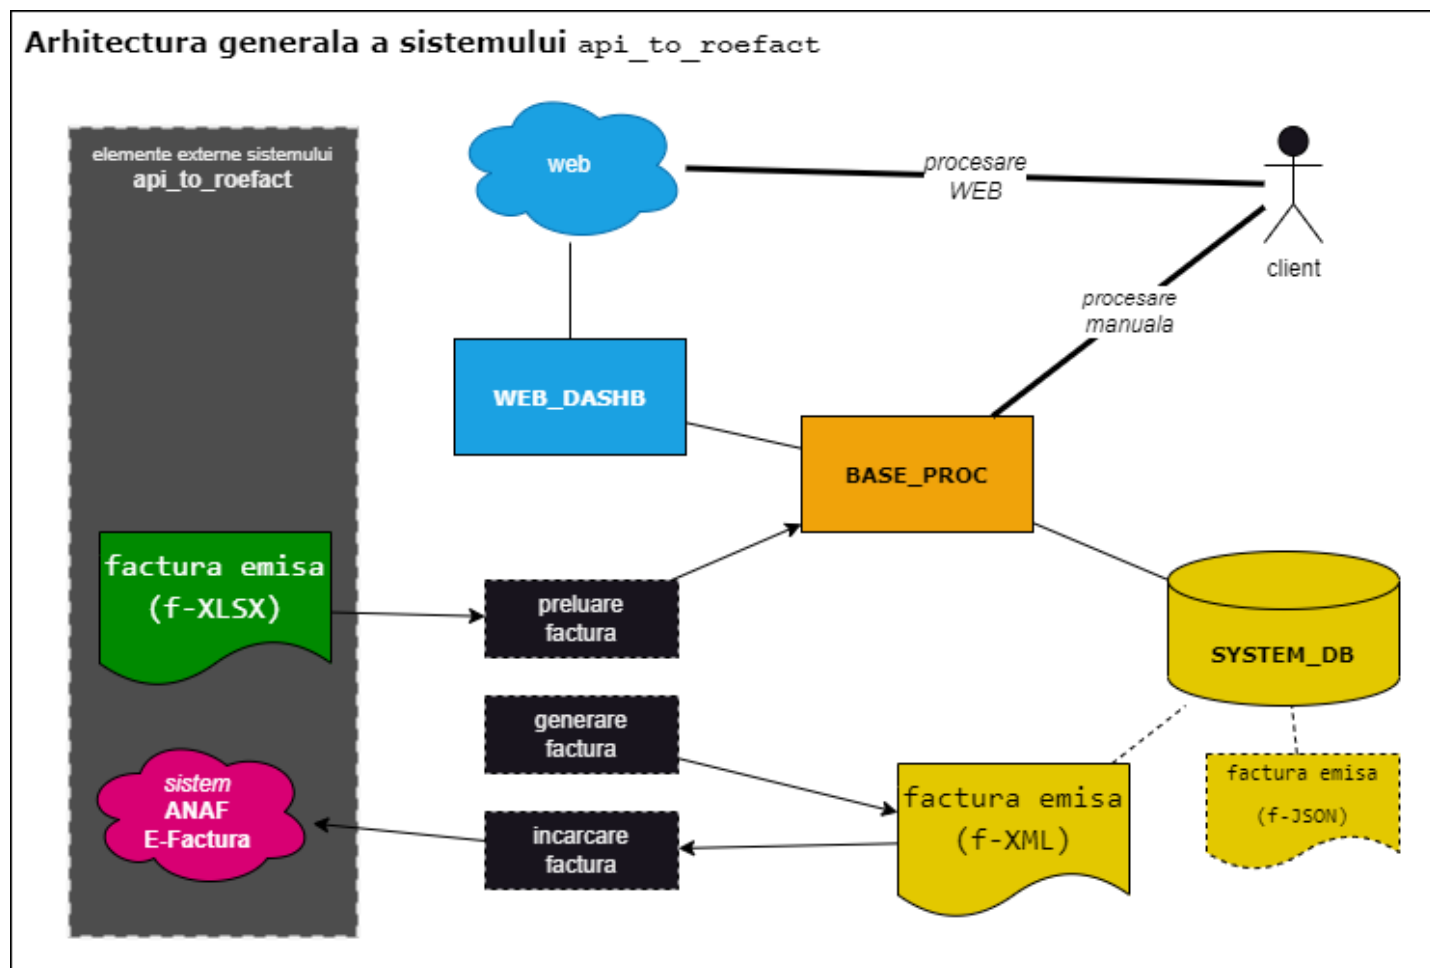 Arhitectura generala a sistemului api_to_roefact
elemente externe sistemului
api_to_roefact
web
procesare
WEB
client
procesare
manuala
WEB_DASHB
BASE_PROC
factura emisa
(f-XLSX)
preluare
factura
SYSTEM_DB
generare
factura
sistem
ANAF
E-Factura
incarcare
factura
factura emisa
(f-XML)
factura emisa
(f-JSON)